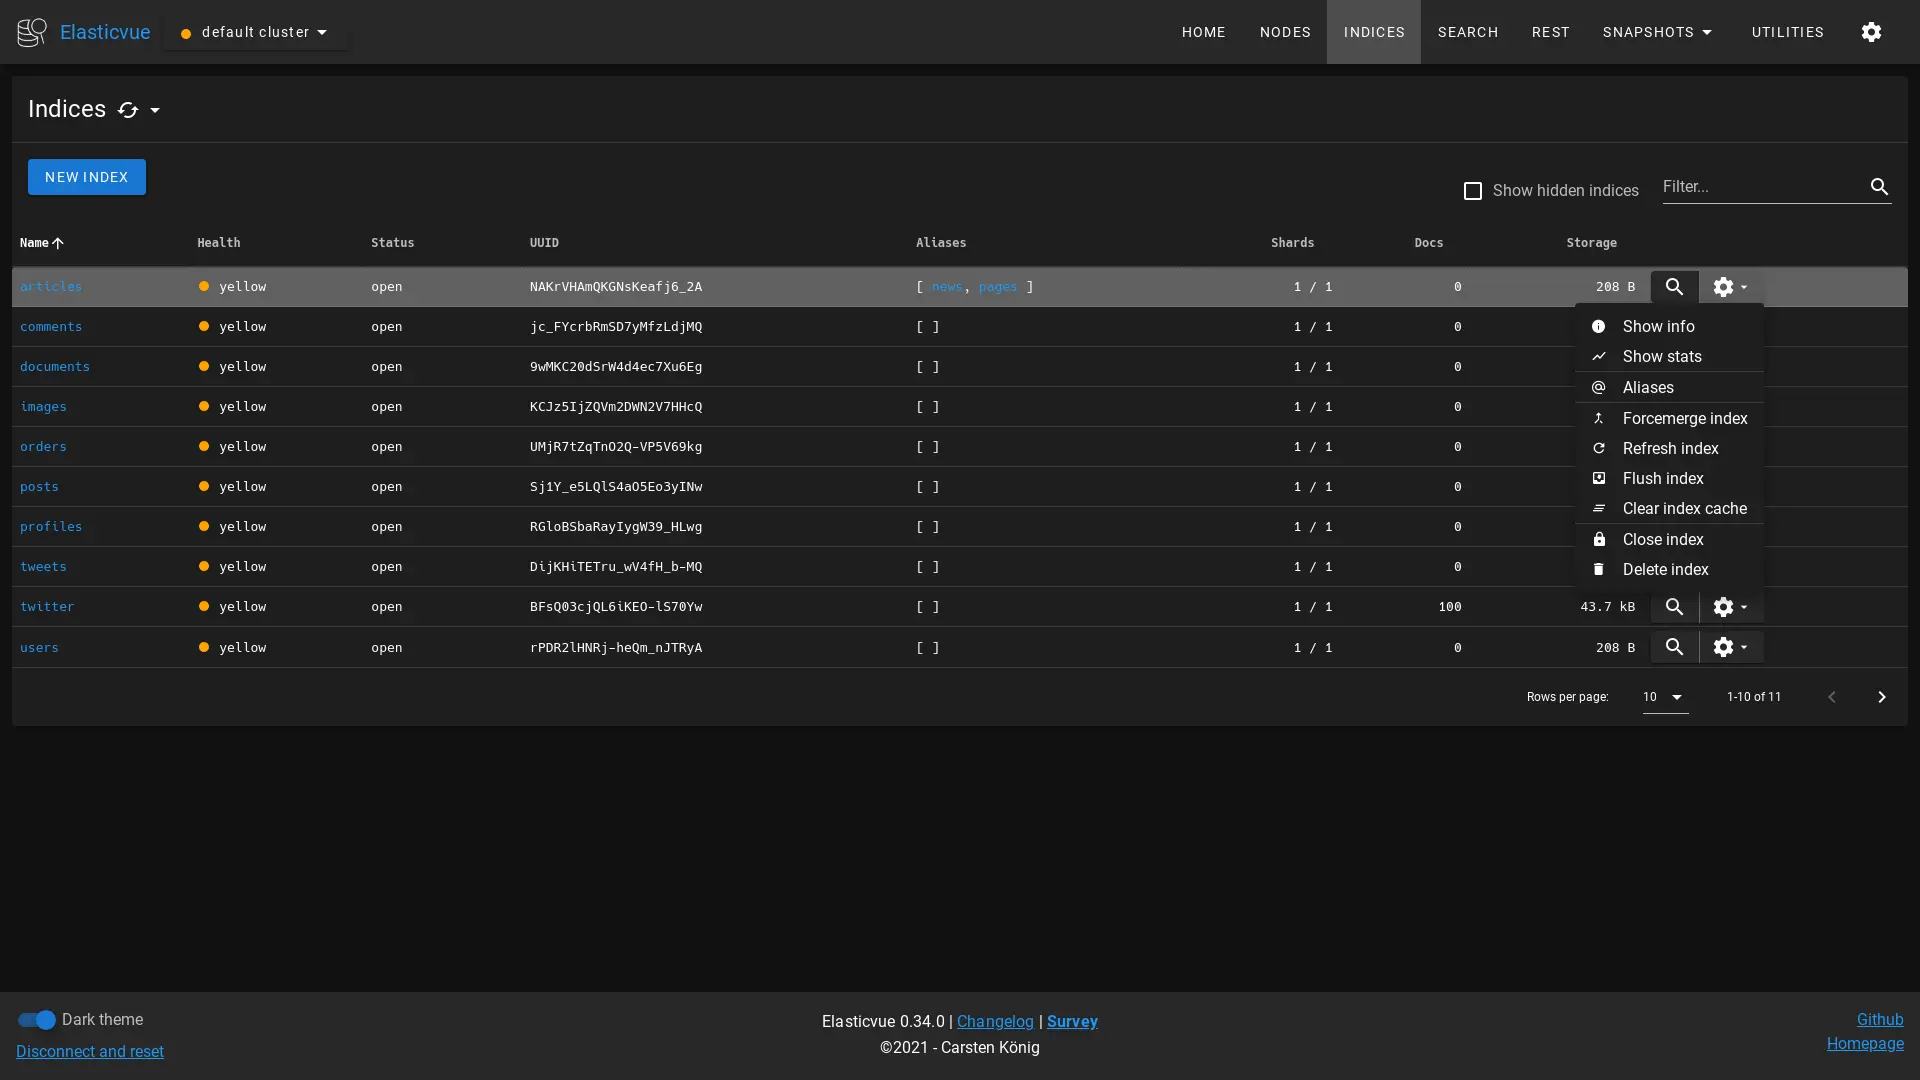 Elasticvue default cluster HOME NODES INDICES SEARCH REST SNAPSHOTS UTILITIES
Indices
NEW INDEX
Show hidden indices Filter...
Name Health Status UUID Aliases Shards Docs Storage
articles yellow open NAKrVHAmQKGNsKeafj6_2A [ news, pages ] 1 / 1 0 208 B
comments yellow open jc_FYcrbRmSD7yMfzLdjMQ [ ] 1 / 1 0
documents yellow open 9wMKC20dSrW4d4ec7Xu6Eg [ ] 1 / 1 0
images yellow open KCJz5IjZQVm2DWN2V7HHcQ [ ] 1 / 1 0
orders yellow open UMjR7tZqTnO2Q-VP5V69kg [ ] 1 / 1 0
posts yellow open Sj1Y_e5LQlS4aO5Eo3yINw [ ] 1 / 1 0
profiles yellow open RGloBSbaRayIygW39_HLwg [ ] 1 / 1 0
tweets yellow open DijKHiTETru_wV4fH_b-MQ [ ] 1 / 1 0
twitter yellow open BFsQ03cjQL6iKEO-lS70Yw [ ] 1 / 1 100 43.7 kB
users yellow open rPDR2lHNRj-heQm_nJTRyA [ ] 1 / 1 0 208 B
Show info
Show stats
Aliases
Forcemerge index
Refresh index
Flush index
Clear index cache
Close index
Delete index
Rows per page: 10 1-10 of 11
Dark theme
Disconnect and reset
Elasticvue 0.34.0 | Changelog | Survey
©2021 - Carsten König
Github
Homepage